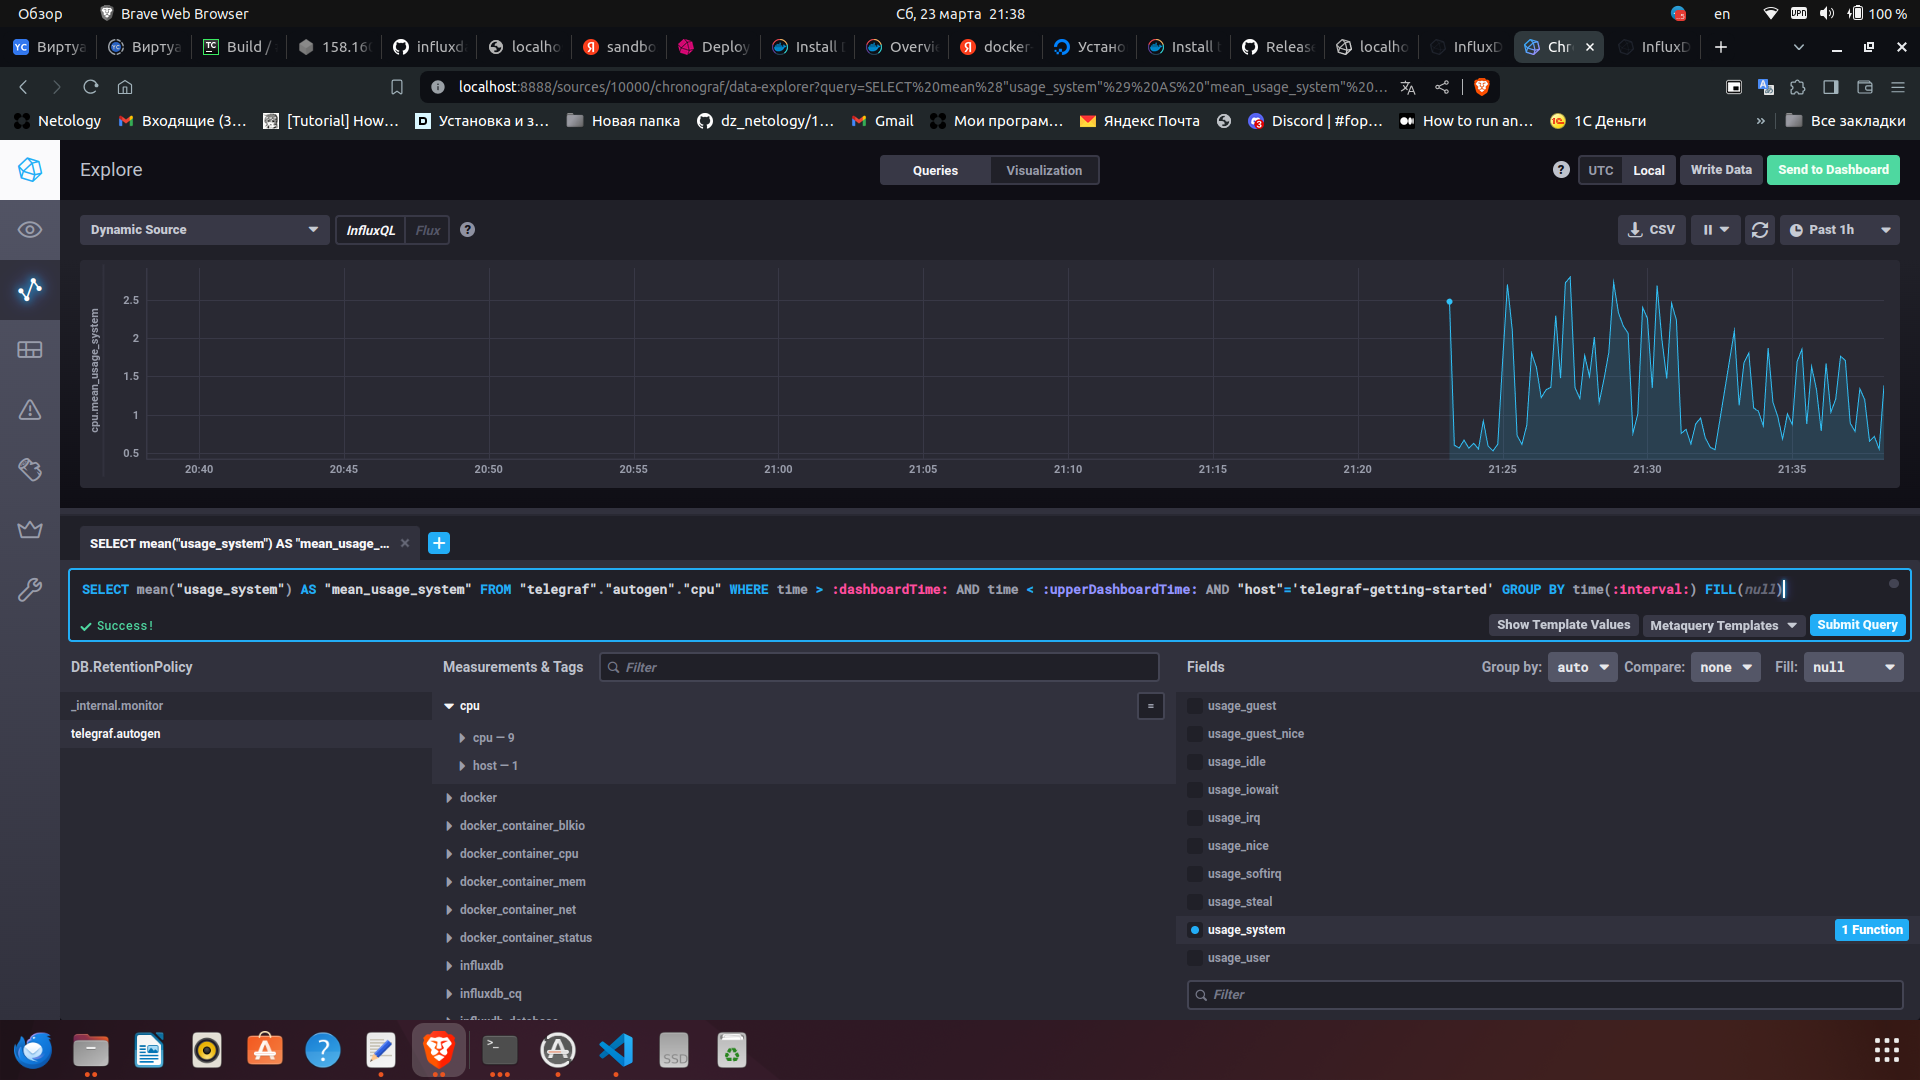 Обзор
Brave Web Browser
Сб, 23 марта 21:38
en
VPN
100 %
YC Виртуа
Виртуа
TC Build /
158.160
influxd
localho
Я sandbo
Deploy
Install D
Overvi
Я docker-
Устано
Install
Releas
localho
InfluxD
Chr
InfluxD
localhost:8888/sources/10000/chronograf/data-explorer?query=SELECT%20mean%28"usage_system"%29%20AS%20"mean_usage_system"%20...
Netology
Входящие (3...
[Tutorial] How...
Установка и з...
Новая папка
dz_netology/1...
Gmail
Мои програм...
Яндекс Почта
Discord | #fop...
How to run an...
1С Деньги
»
Все закладки
Explore
Queries
Visualization
?
UTC
Local
Write Data
Send to Dashboard
Dynamic Source
InfluxQL
Flux
?
CSV
Past 1h
cpu.mean_usage_system
2.5
2
1.5
1
0.5
20:40
20:45
20:50
20:55
21:00
21:05
21:10
21:15
21:20
21:25
21:30
21:35
SELECT mean("usage_system") AS "mean_usage_...
SELECT mean("usage_system") AS "mean_usage_system" FROM "telegraf"."autogen"."cpu" WHERE time > :dashboardTime: AND time < :upperDashboardTime: AND "host"='telegraf-getting-started' GROUP BY time(:interval:) FILL(null)
Success!
Show Template Values
Metaquery Templates
Submit Query
DB.RetentionPolicy
Measurements & Tags
Filter
Fields
Group by: auto
Compare: none
Fill: null
_internal.monitor
telegraf.autogen
cpu
=
cpu — 9
host — 1
docker
docker_container_blkio
docker_container_cpu
docker_container_mem
docker_container_net
docker_container_status
influxdb
influxdb_cq
influxdb_database
usage_guest
usage_guest_nice
usage_idle
usage_iowait
usage_irq
usage_nice
usage_softirq
usage_steal
usage_system
1 Function
usage_user
Filter
SSD